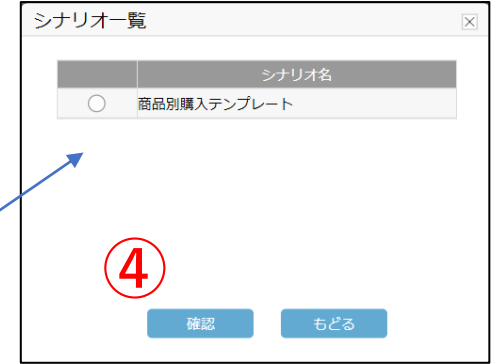 シナリオ一覧
シナリオ名
商品別購入テンプレート
④
確認 もどる